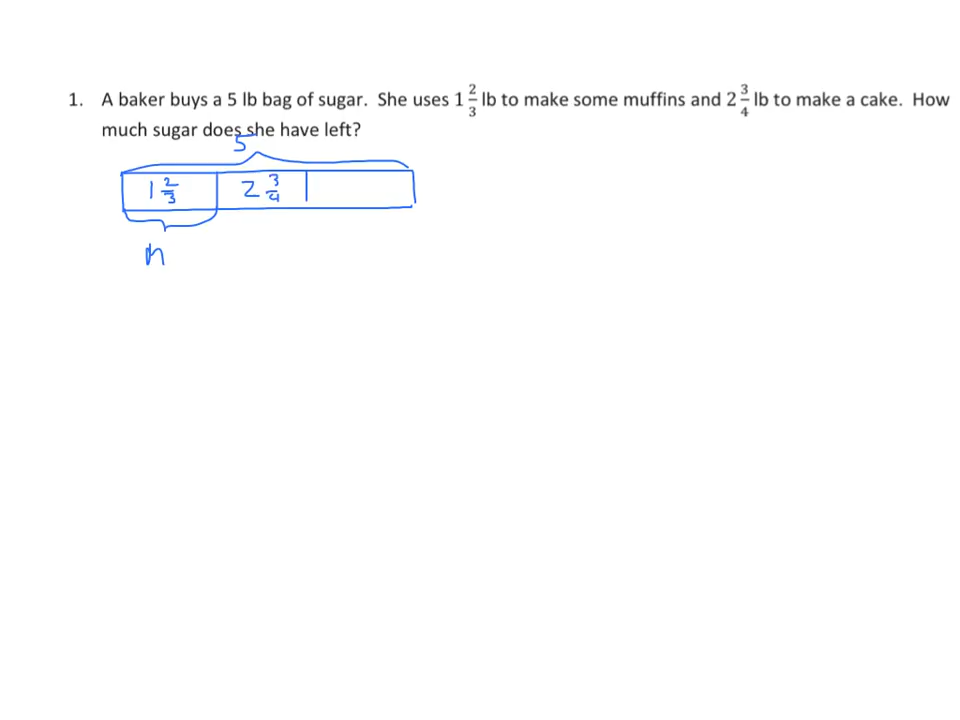 1. A baker buys a 5 lb bag of sugar. She uses 1 2/3 lb to make some muffins and 2 3/4 lb to make a cake. How
much sugar does she have left?
5
1 2/3 2 3/4
m